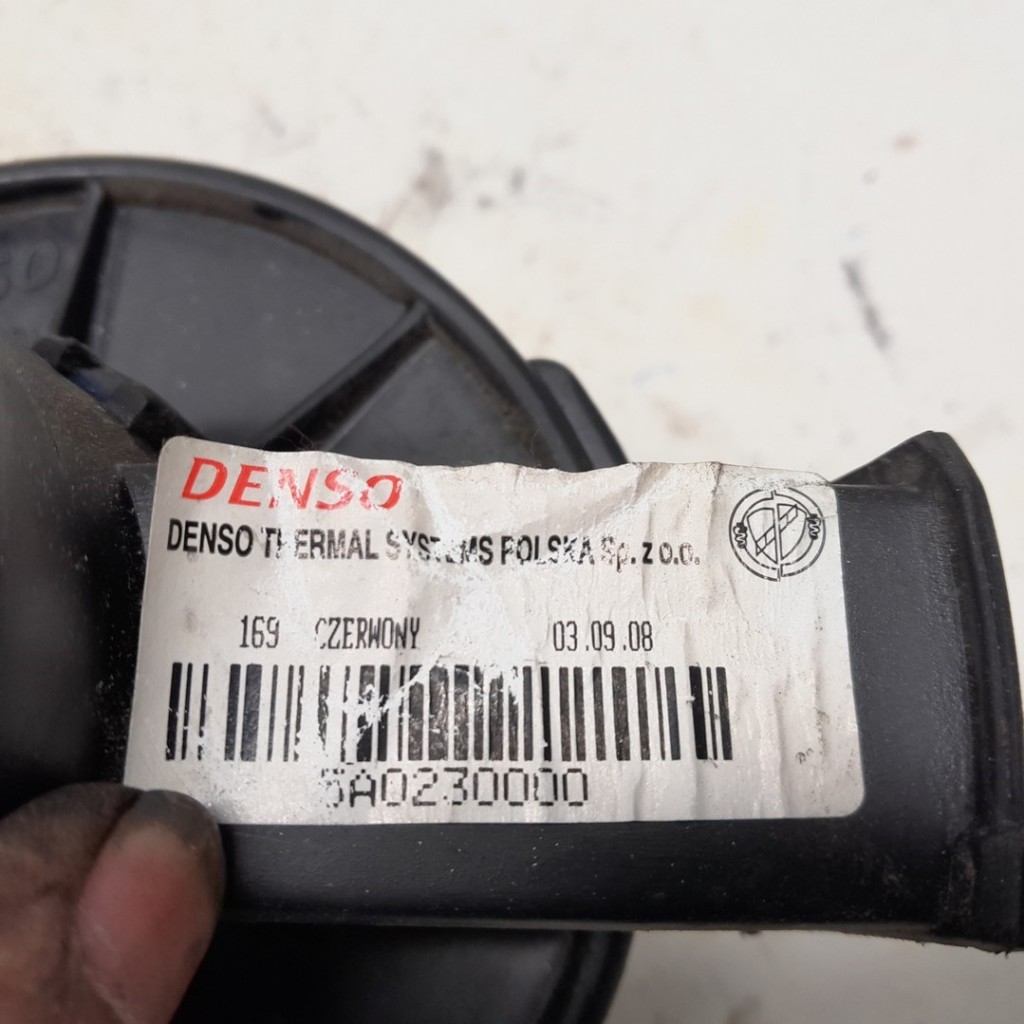 DENSO
DENSO THERMAL SYSTEMS POLSKA Sp. z o.o.
169 CZERWONY 03.09.08
5A0230000